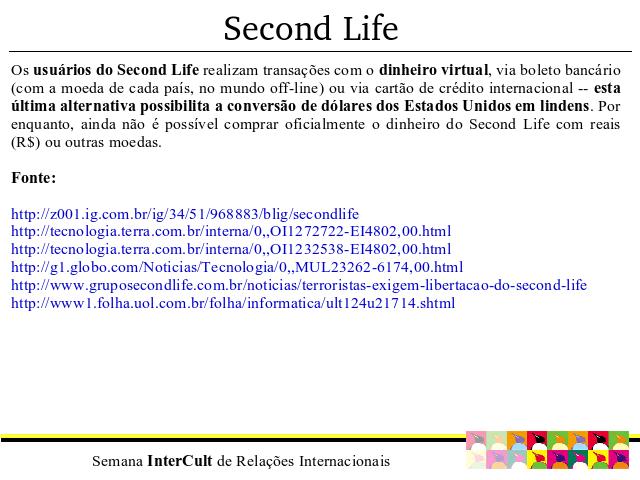 Second Life
Os usuários do Second Life realizam transações com o dinheiro virtual, via boleto bancário
(com a moeda de cada país, no mundo off-line) ou via cartão de crédito internacional -- esta
última alternativa possibilita a conversão de dólares dos Estados Unidos em lindens. Por
enquanto, ainda não é possível comprar oficialmente o dinheiro do Second Life com reais
(R$) ou outras moedas.
Fonte:
http://z001.ig.com.br/ig/34/51/968883/blig/secondlife
http://tecnologia.terra.com.br/interna/0,,OI1272722-EI4802,00.html
http://tecnologia.terra.com.br/interna/0,,OI1232538-EI4802,00.html
http://g1.globo.com/Noticias/Tecnologia/0,,MUL23262-6174,00.html
http://www.gruposecondlife.com.br/noticias/terroristas-exigem-libertacao-do-second-life
http://www1.folha.uol.com.br/folha/informatica/ult124u21714.shtml
Semana InterCult de Relações Internacionais